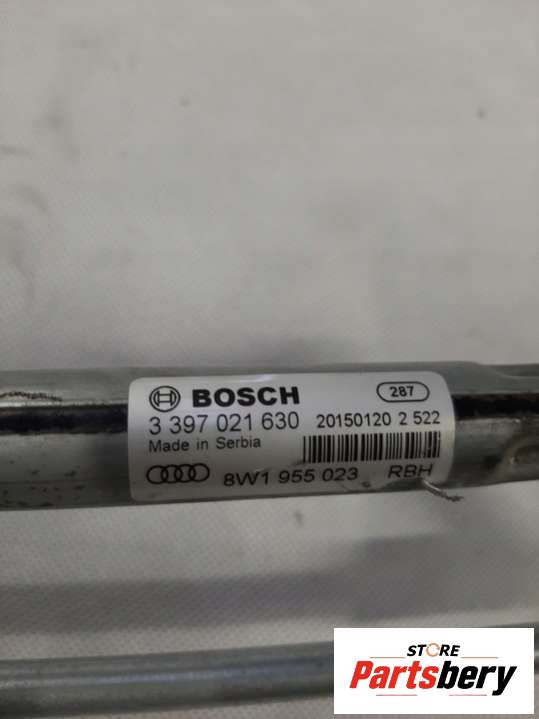 BOSCH 287
3 397 021 630 20150120 2 522
Made in Serbia
8W1 955 023 RBH
STORE
Partsbery